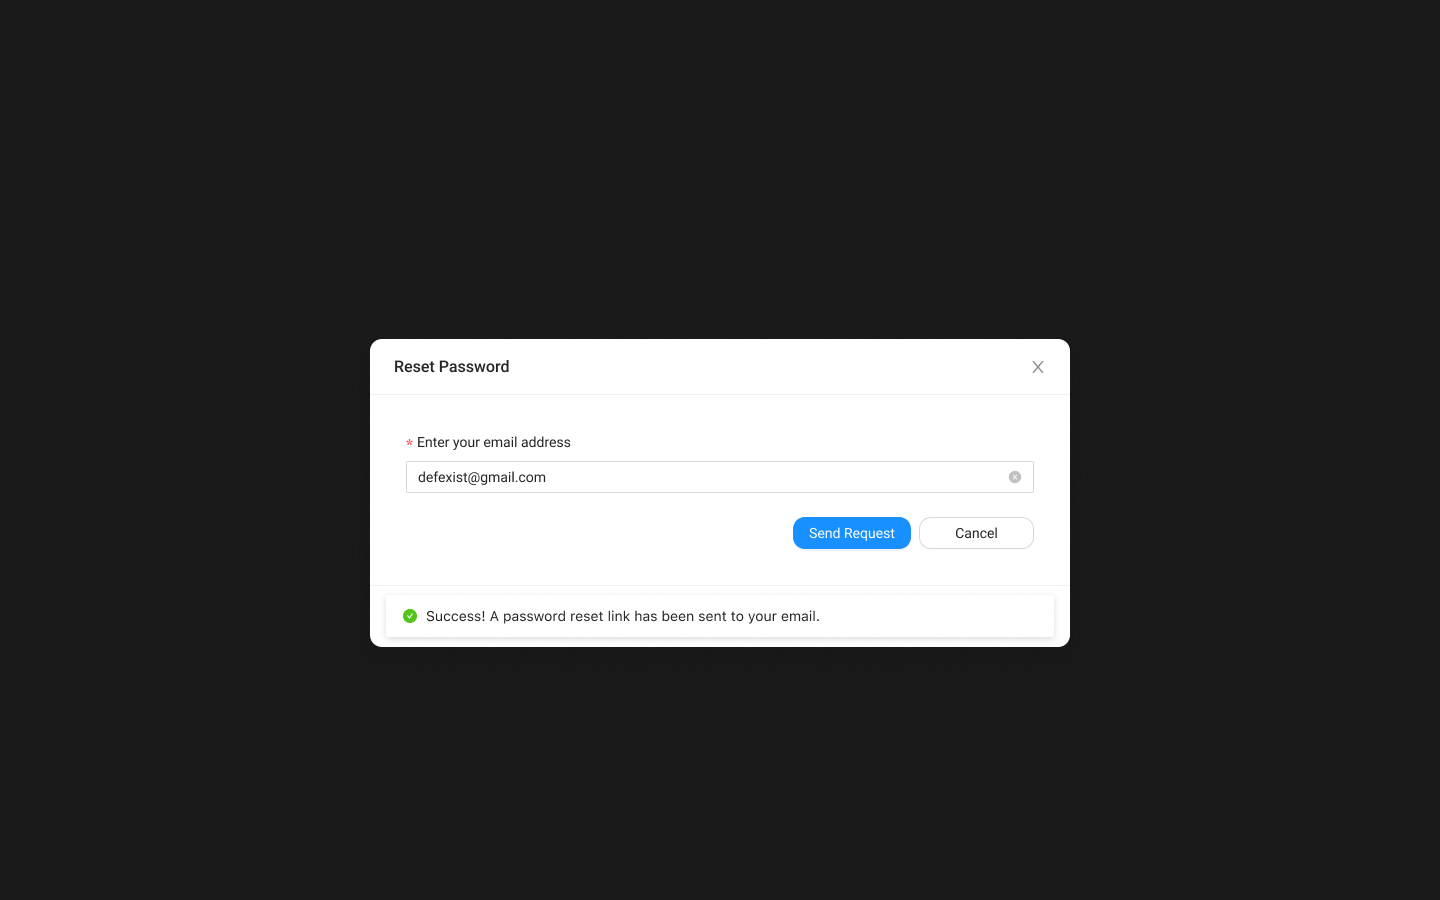 Reset Password
* Enter your email address
defexist@gmail.com
Send Request
Cancel
Success! A password reset link has been sent to your email.